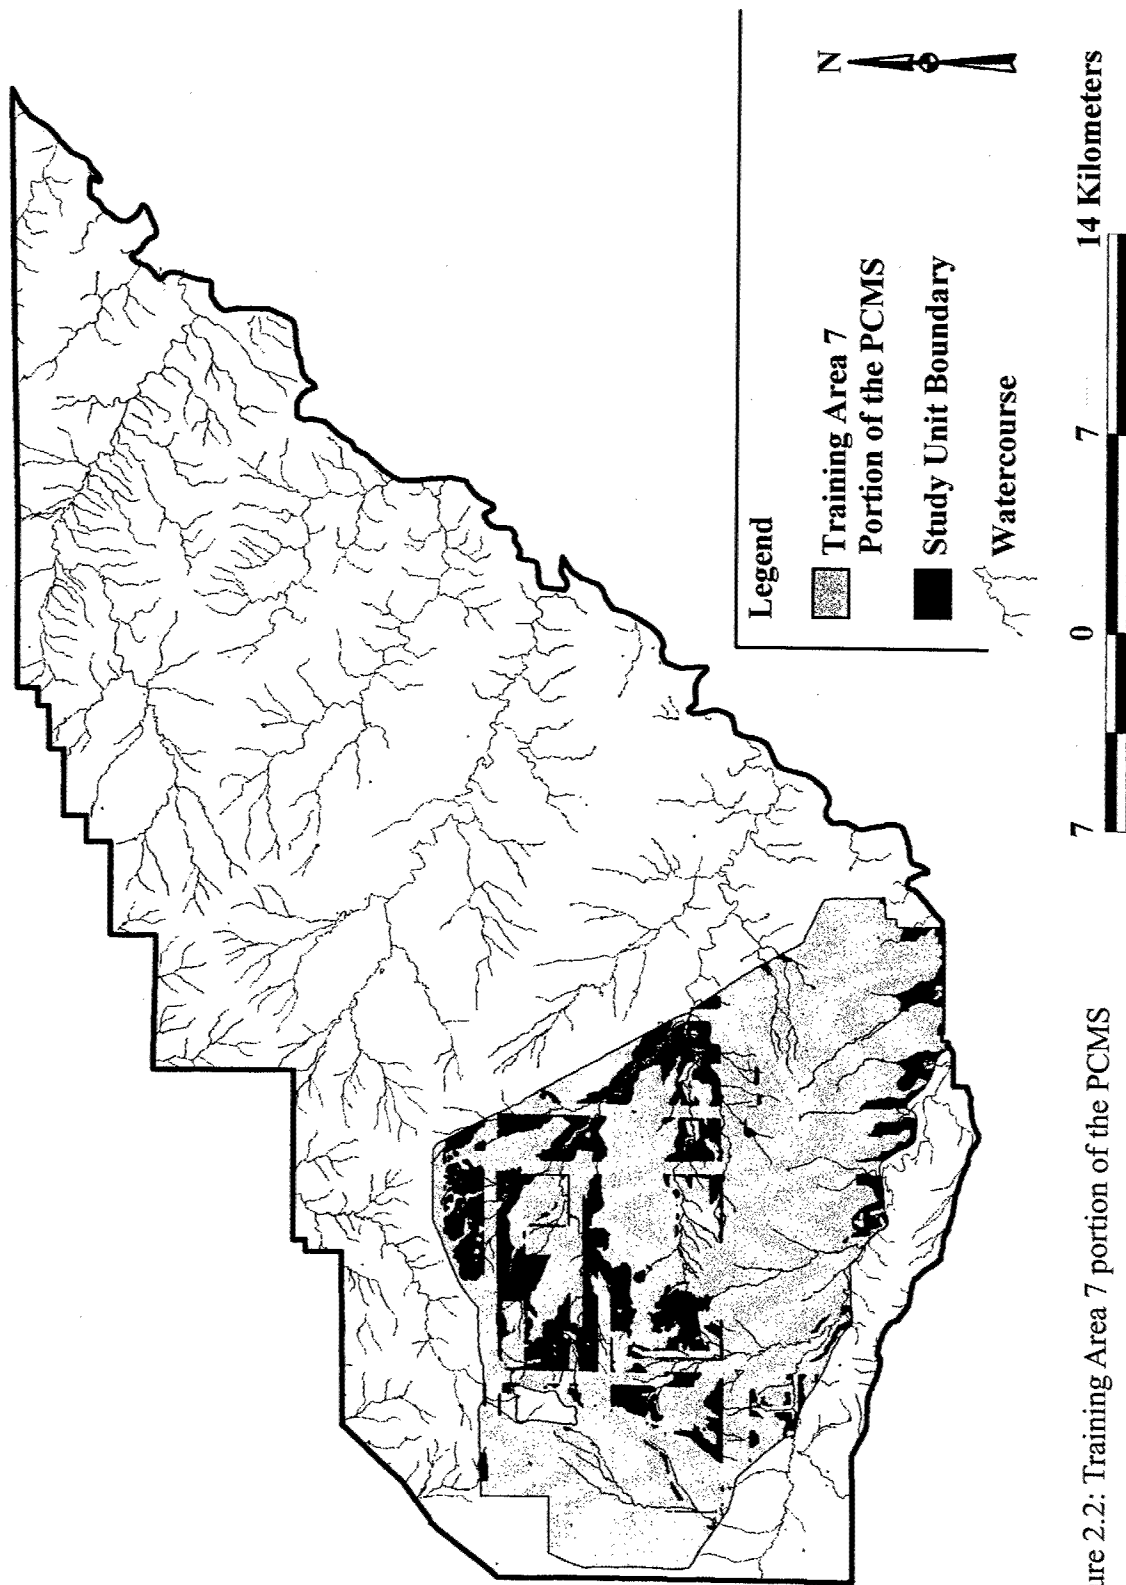 N
Legend
Training Area 7
Portion of the PCMS
Study Unit Boundary
Watercourse
7 0 7 14 Kilometers
ure 2.2: Training Area 7 portion of the PCMS